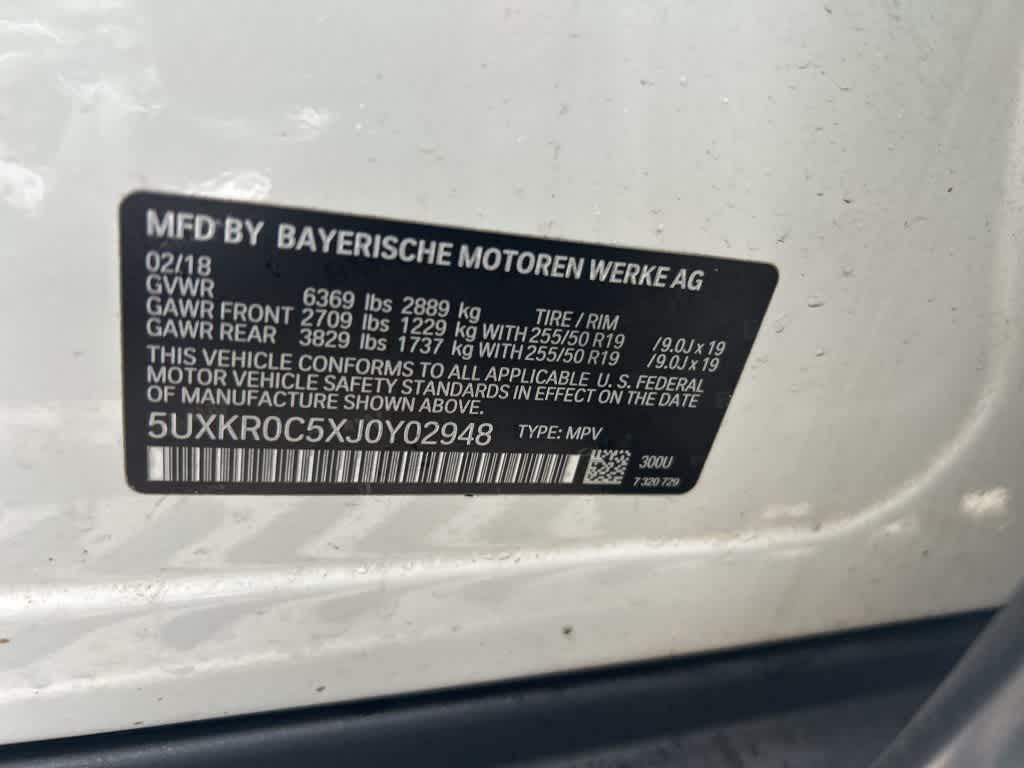 MFD BY BAYERISCHE MOTOREN WERKE AG
02/18
GVWR 6369 lbs 2889 kg TIRE / RIM
GAWR FRONT 2709 lbs 1229 kg WITH 255/50 R19 /9.0J x 19
GAWR REAR 3829 lbs 1737 kg WITH 255/50 R19 /9.0J x 19
THIS VEHICLE CONFORMS TO ALL APPLICABLE U. S. FEDERAL
MOTOR VEHICLE SAFETY STANDARDS IN EFFECT ON THE DATE
OF MANUFACTURE SHOWN ABOVE.
5UXKR0C5XJ0Y02948 TYPE: MPV
300U
7 320 729